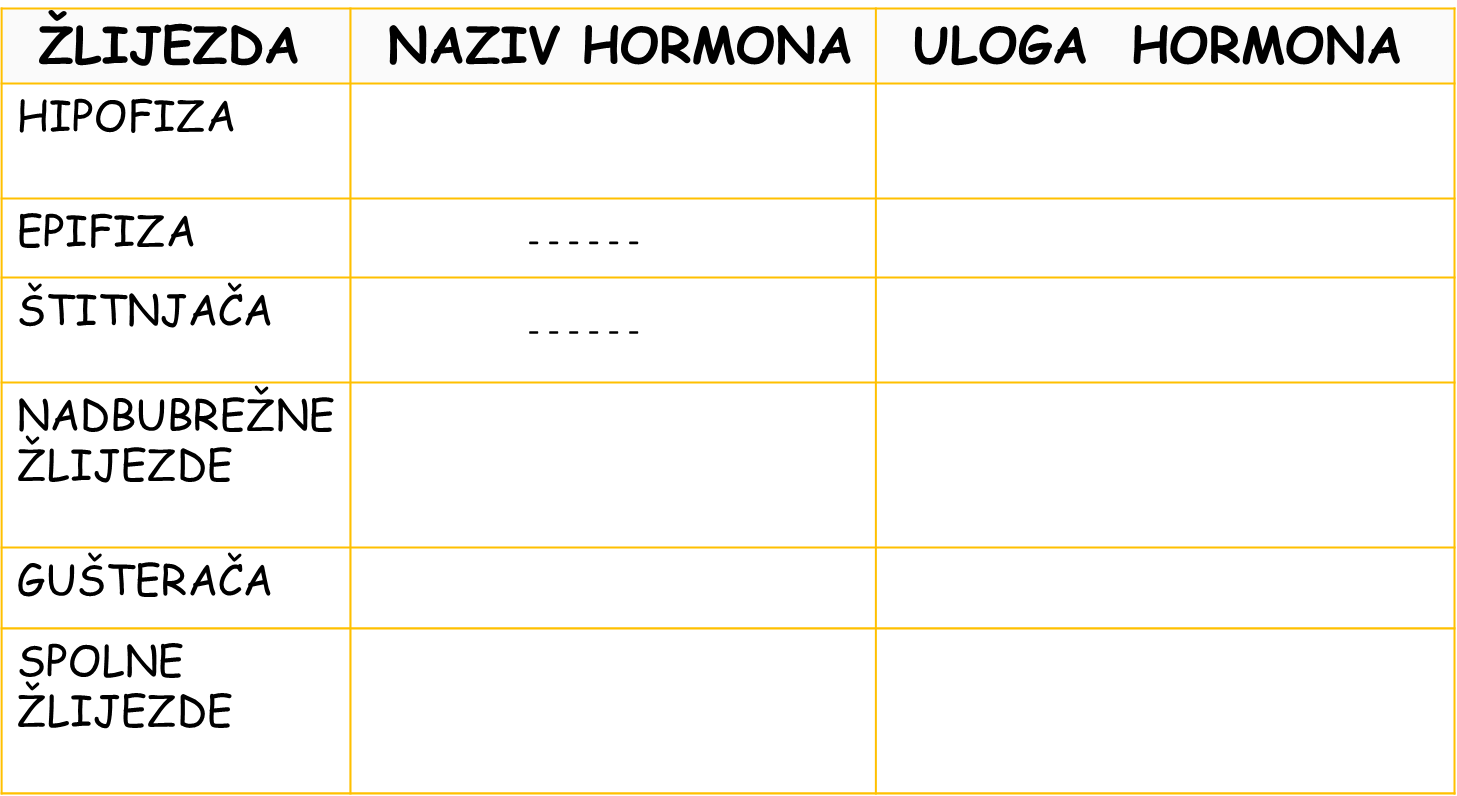 ŽLIJEZDA NAZIV HORMONA ULOGA HORMONA
HIPOFIZA
EPIFIZA ------
ŠTITNJAČA ------
NADBUBREŽNE
ŽLIJEZDE
GUŠTERAČA
SPOLNE
ŽLIJEZDE